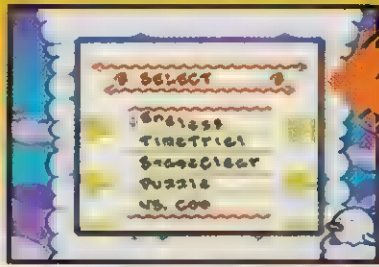 SELECT
Endless
TimeTrial
StageClear
Puzzle
VS. COM